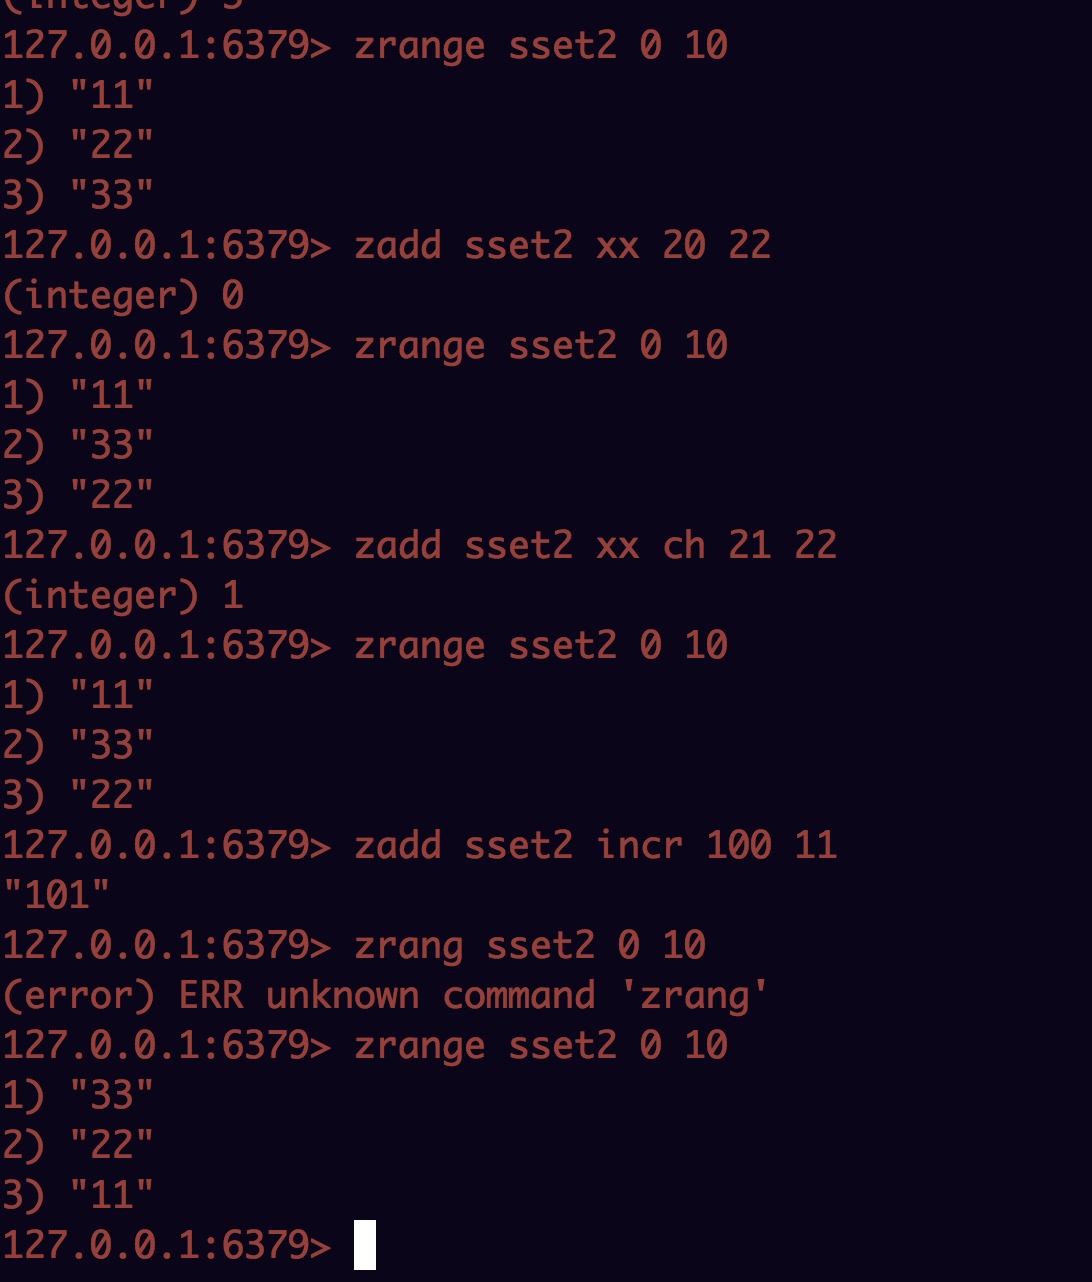 (integer) 3
127.0.0.1:6379> zrange sset2 0 10
1) "11"
2) "22"
3) "33"
127.0.0.1:6379> zadd sset2 xx 20 22
(integer) 0
127.0.0.1:6379> zrange sset2 0 10
1) "11"
2) "33"
3) "22"
127.0.0.1:6379> zadd sset2 xx ch 21 22
(integer) 1
127.0.0.1:6379> zrange sset2 0 10
1) "11"
2) "33"
3) "22"
127.0.0.1:6379> zadd sset2 incr 100 11
"101"
127.0.0.1:6379> zrang sset2 0 10
(error) ERR unknown command 'zrang'
127.0.0.1:6379> zrange sset2 0 10
1) "33"
2) "22"
3) "11"
127.0.0.1:6379>